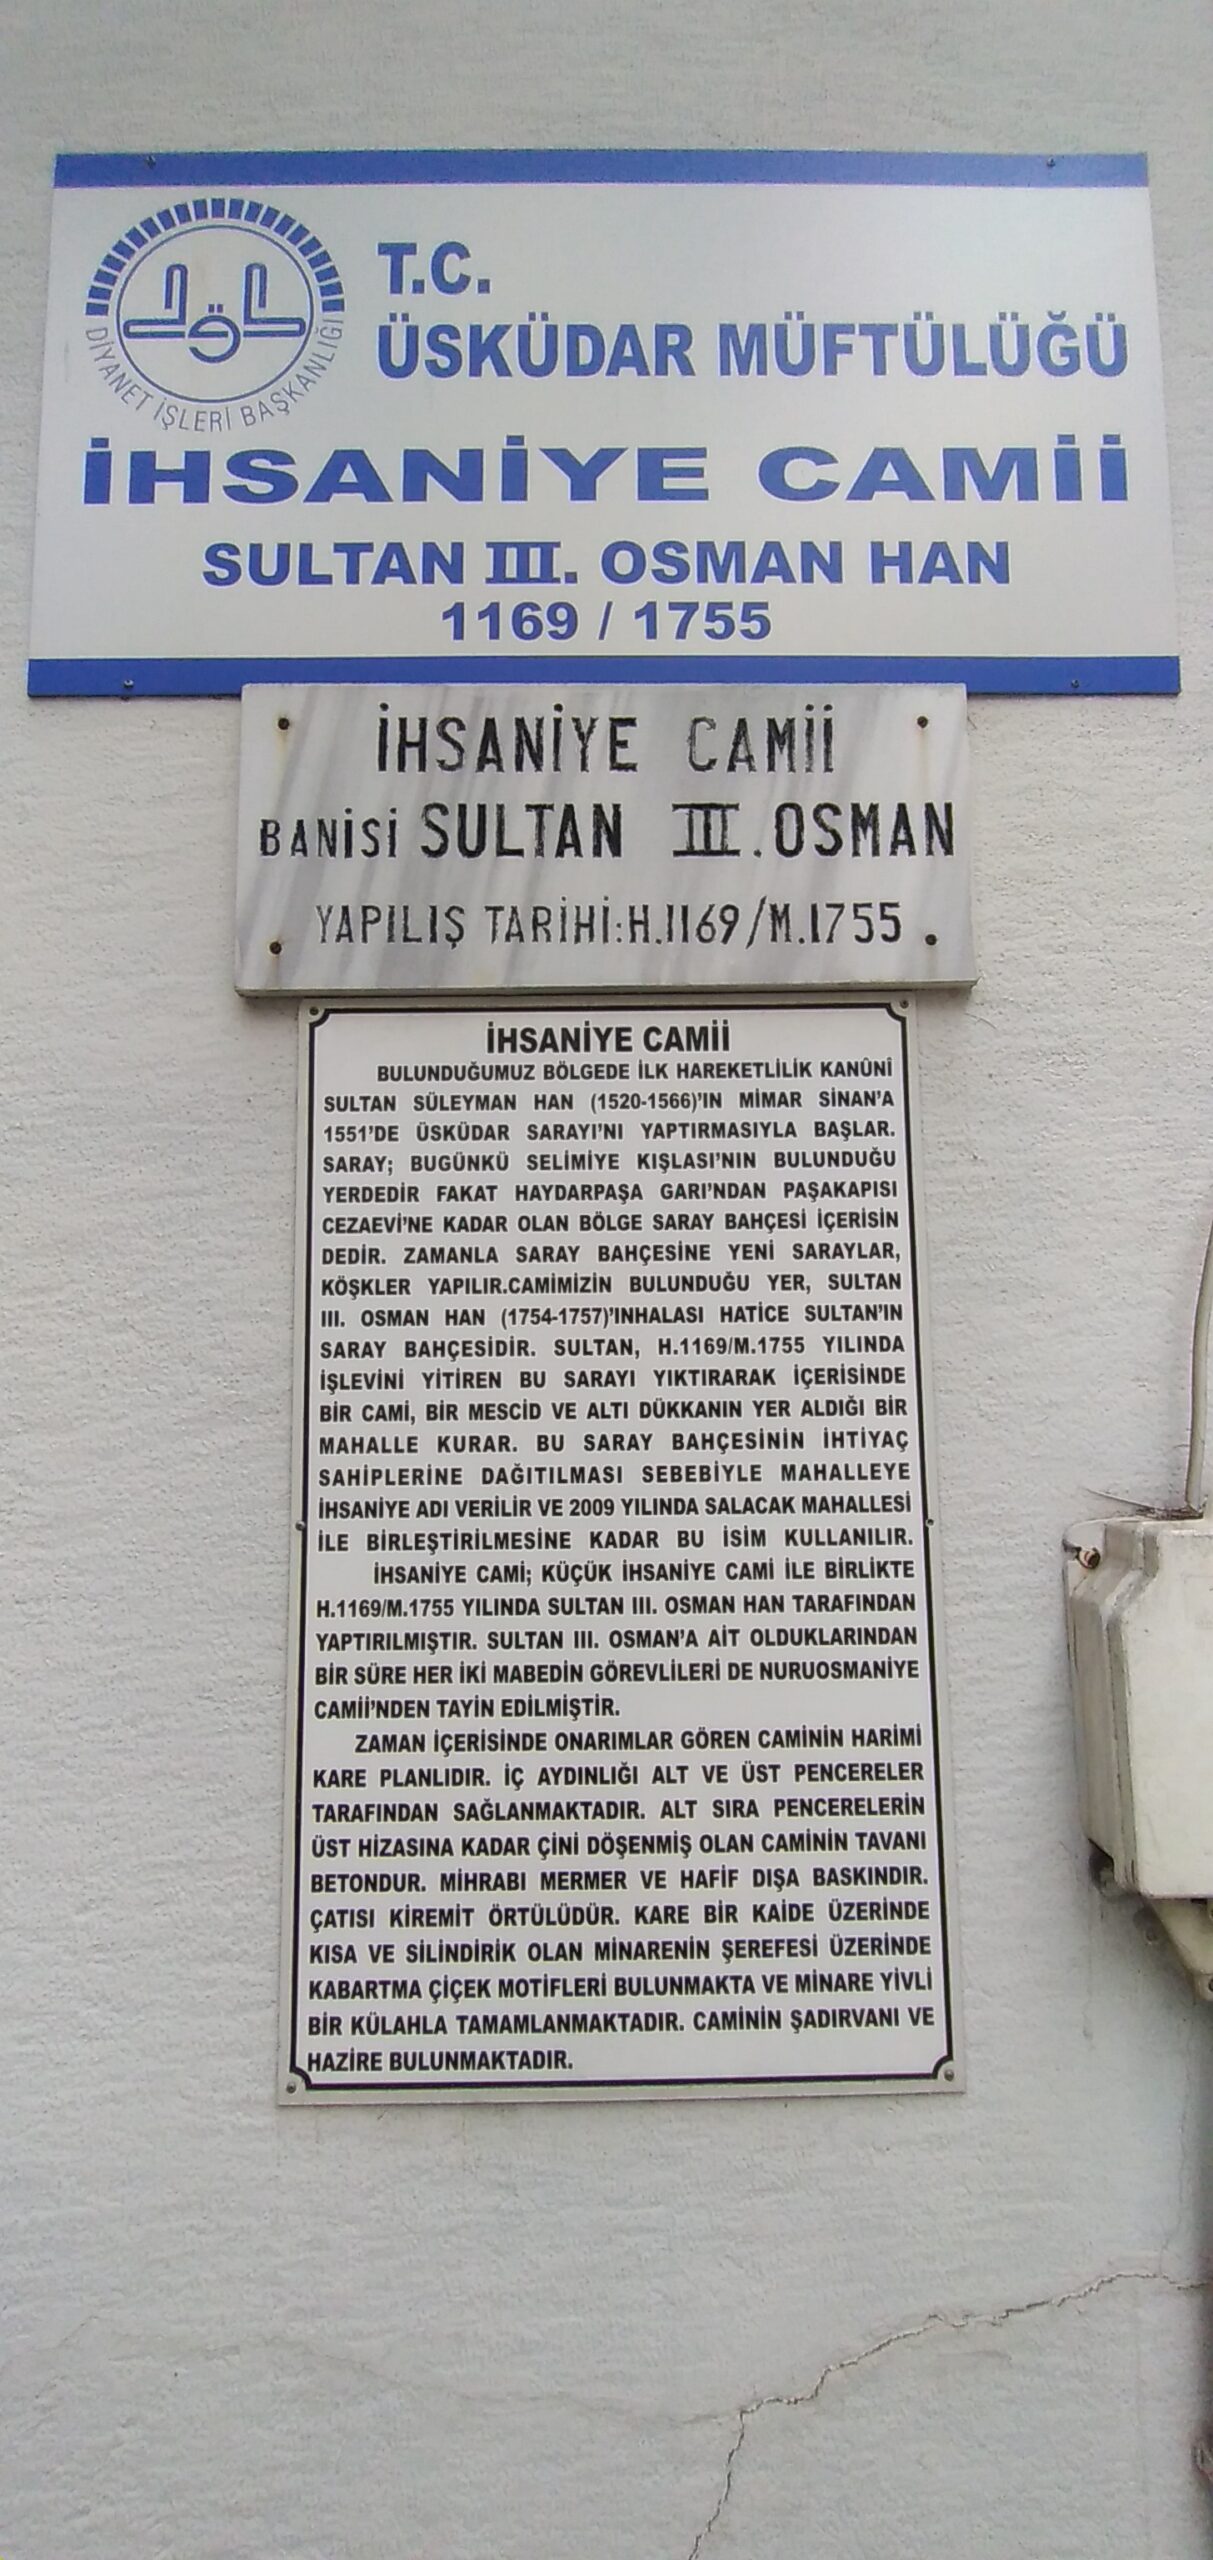 T.C.
ÜSKÜDAR MÜFTÜLÜĞÜ
DİYANET İŞLERİ BAŞKANLIĞI
İHSANİYE CAMİİ
SULTAN III. OSMAN HAN
1169 / 1755
İHSANİYE CAMİİ
BANİSİ SULTAN III. OSMAN
YAPILIŞ TARİHİ:H.1169/M.1755
İHSANİYE CAMİİ
BULUNDUĞUMUZ BÖLGEDE İLK HAREKETLİLİK KANÛNÎ
SULTAN SÜLEYMAN HAN (1520-1566)'IN MİMAR SİNAN'A
1551'DE ÜSKÜDAR SARAYI'NI YAPTIRMASIYLA BAŞLAR.
SARAY; BUGÜNKÜ SELİMİYE KIŞLASI'NIN BULUNDUĞU
YERDEDİR FAKAT HAYDARPAŞA GARI'NDAN PAŞAKAPISI
CEZAEVİ'NE KADAR OLAN BÖLGE SARAY BAHÇESİ İÇERİSİN
DEDİR. ZAMANLA SARAY BAHÇESİNE YENİ SARAYLAR,
KÖŞKLER YAPILIR.CAMİMİZİN BULUNDUĞU YER, SULTAN
III. OSMAN HAN (1754-1757)'INHALASI HATİCE SULTAN'IN
SARAY BAHÇESİDİR. SULTAN, H.1169/M.1755 YILINDA
İŞLEVİNİ YİTİREN BU SARAYI YIKTIRARAK İÇERİSİNDE
BİR CAMİ, BİR MESCİD VE ALTI DÜKKANIN YER ALDIĞI BİR
MAHALLE KURAR. BU SARAY BAHÇESİNİN İHTİYAÇ
SAHİPLERİNE DAĞITILMASI SEBEBİYLE MAHALLEYE
İHSANİYE ADI VERİLİR VE 2009 YILINDA SALACAK MAHALLESİ
İLE BİRLEŞTİRİLMESİNE KADAR BU İSİM KULLANILIR.
İHSANİYE CAMİ; KÜÇÜK İHSANİYE CAMİ İLE BİRLİKTE
H.1169/M.1755 YILINDA SULTAN III. OSMAN HAN TARAFINDAN
YAPTIRILMIŞTIR. SULTAN III. OSMAN'A AİT OLDUKLARINDAN
BİR SÜRE HER İKİ MABEDİN GÖREVLİLERİ DE NURUOSMANİYE
CAMİİ'NDEN TAYİN EDİLMİŞTİR.
ZAMAN İÇERİSİNDE ONARIMLAR GÖREN CAMİNİN HARİMİ
KARE PLANLIDIR. İÇ AYDINLIĞI ALT VE ÜST PENCERELER
TARAFINDAN SAĞLANMAKTADIR. ALT SIRA PENCERELERİN
ÜST HİZASINA KADAR ÇİNİ DÖŞENMİŞ OLAN CAMİNİN TAVANI
BETONDUR. MİHRABI MERMER VE HAFİF DIŞA BASKINDIR.
ÇATISI KİREMİT ÖRTÜLÜDÜR. KARE BİR KAİDE ÜZERİNDE
KISA VE SİLİNDİRİK OLAN MİNARENİN ŞEREFESİ ÜZERİNDE
KABARTMA ÇİÇEK MOTİFLERİ BULUNMAKTA VE MİNARE YİVLİ
BİR KÜLAHLA TAMAMLANMAKTADIR. CAMİNİN ŞADIRVANI VE
HAZİRE BULUNMAKTADIR.